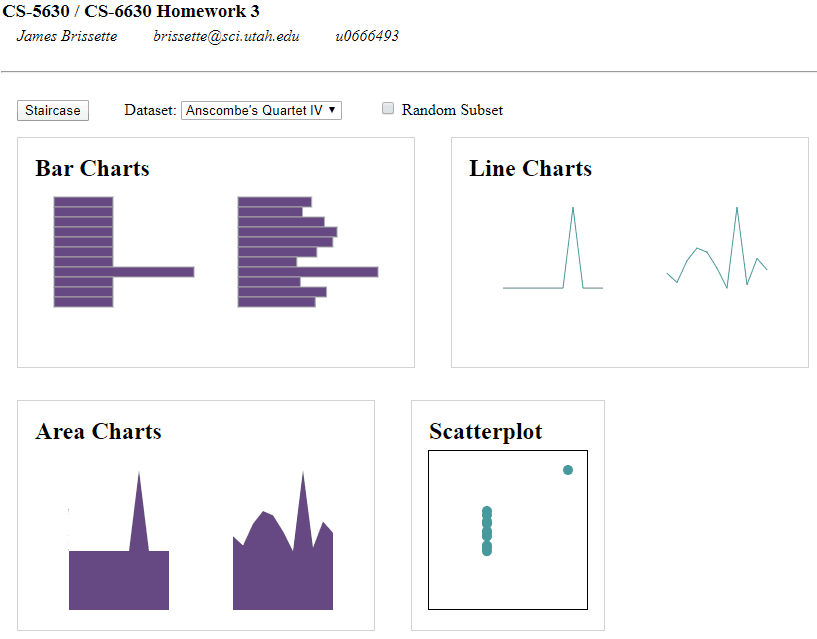 CS-5630 / CS-6630 Homework 3
James Brissette brissette@sci.utah.edu u0666493
Staircase Dataset: Anscombe's Quartet IV Random Subset
Bar Charts Line Charts
Area Charts Scatterplot